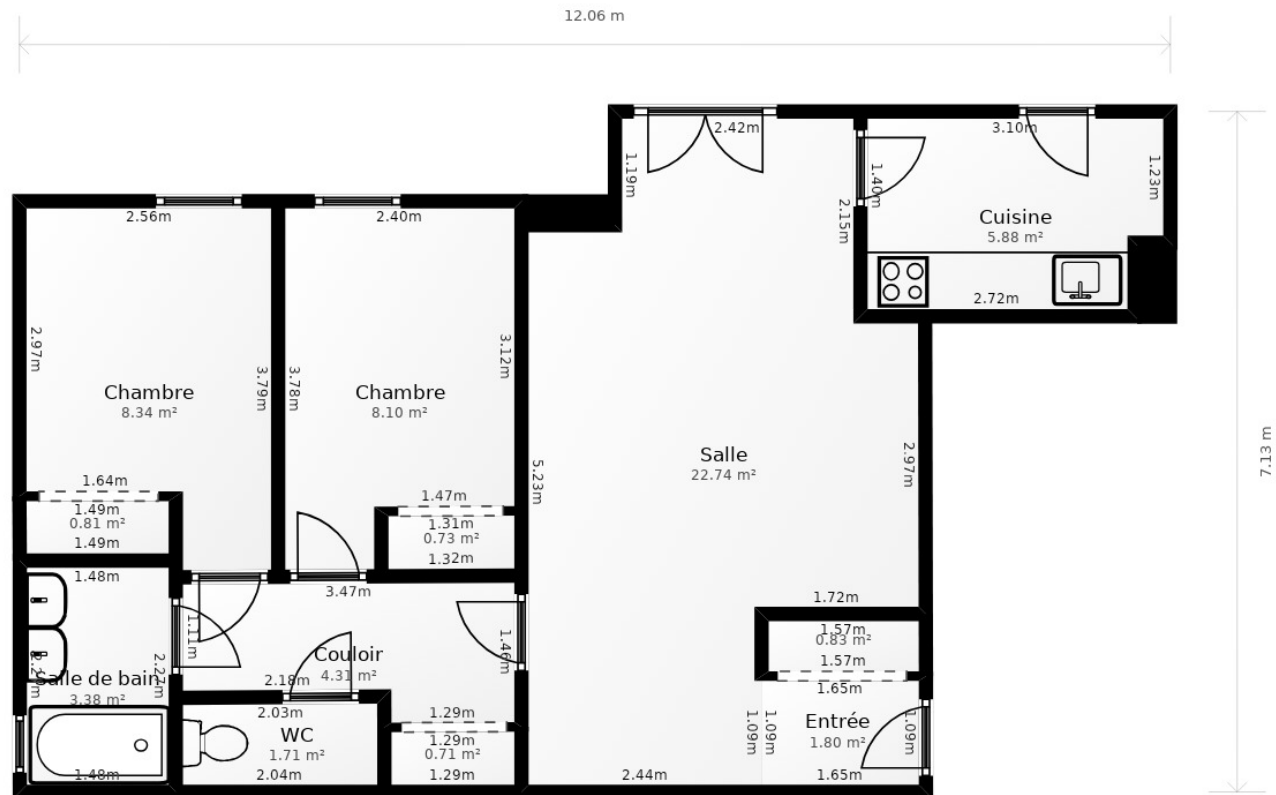 12.06 m
2.42m
3.10m
1.19m
1.40m
1.23m
2.15m
Cuisine
5.88 m²
2.72m
2.56m
2.40m
2.97m
3.79m
3.78m
3.12m
Chambre
8.34 m²
Chambre
8.10 m²
7.13 m
Salle
22.74 m²
5.23m
2.97m
1.64m
1.49m
0.81 m²
1.49m
1.47m
1.31m
0.73 m²
1.32m
1.48m
3.47m
1.11m
1.46m
Couloir
4.31 m²
2.18m
2.27m
Salle de bain
3.38 m²
1.48m
2.03m
WC
1.71 m²
2.04m
1.29m
1.29m
0.71 m²
1.29m
1.72m
1.57m
0.83 m²
1.57m
1.65m
1.09m
1.09m
Entrée
1.80 m²
1.09m
2.44m
1.65m